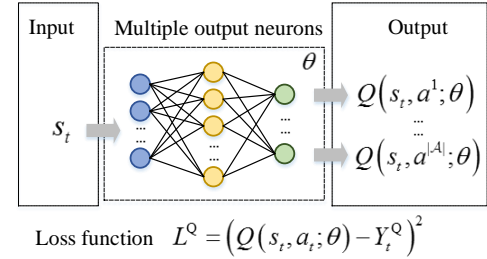 Input
Multiple output neurons
Output
θ
s_t
Q(s_t, a^1; θ)
...
Q(s_t, a^{|𝒜|}; θ)
...
...
...
Loss function L^Q = (Q(s_t, a_t; θ) − Y_t^Q)^2